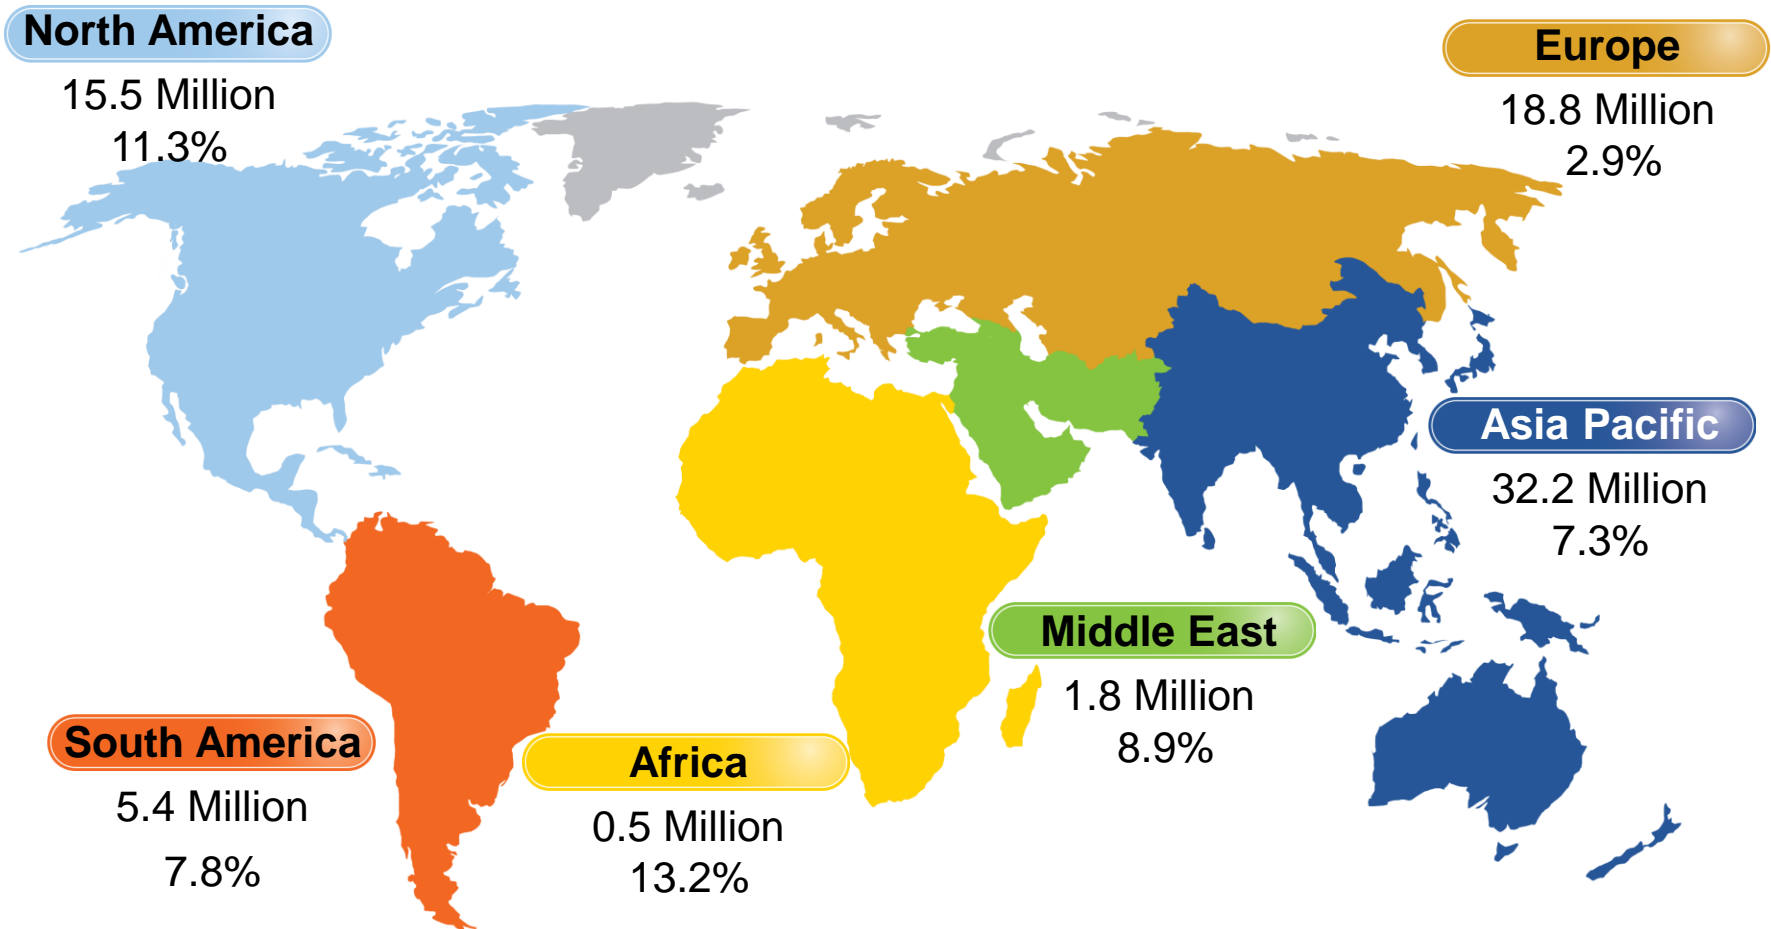 North America
15.5 Million
11.3%
Europe
18.8 Million
2.9%
Asia Pacific
32.2 Million
7.3%
Middle East
1.8 Million
8.9%
South America
5.4 Million
7.8%
Africa
0.5 Million
13.2%